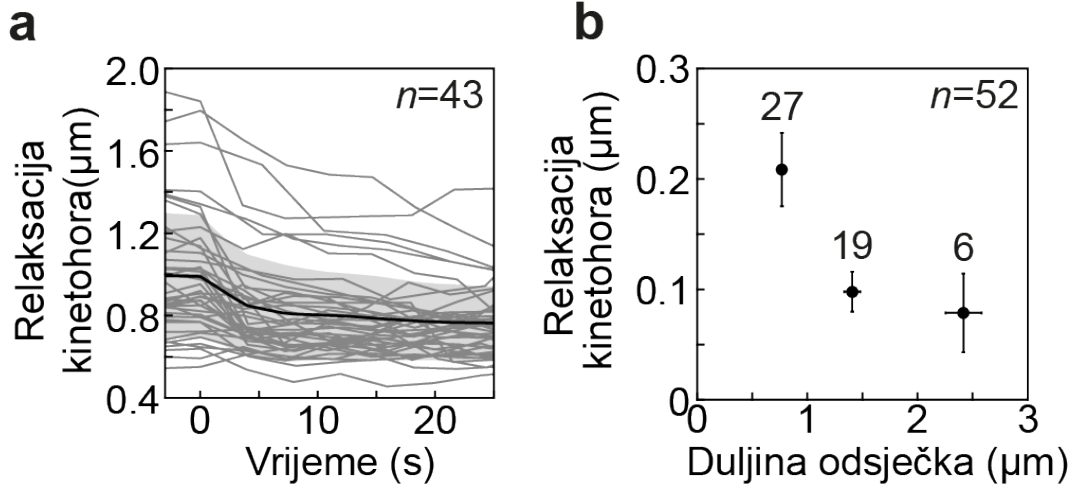 a
n=43
Relaksacija
kinetohora(µm)
2.0
1.6
1.2
0.8
0.4
0 10 20
Vrijeme (s)
b
n=52
Relaksacija
kinetohora (µm)
0.3
0.2
0.1
0
27
19
6
0 1 2 3
Duljina odsječka (µm)